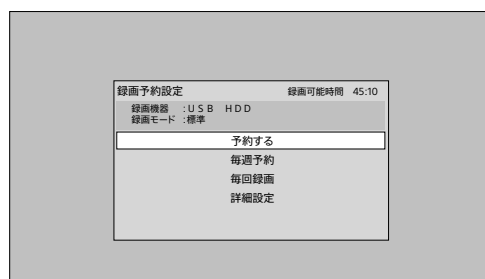 録画予約設定 録画可能時間 45:10
録画機器 :USB HDD
録画モード :標準
予約する
毎週予約
毎回録画
詳細設定